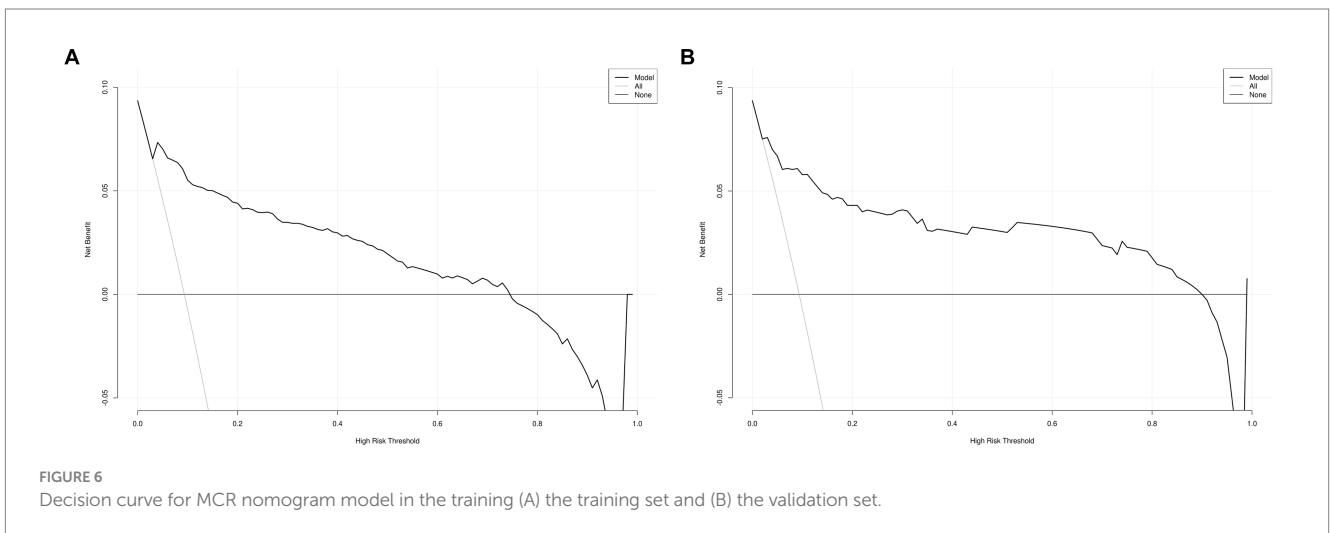 A
B
Model
All
None
Model
All
None
0.10
0.05
0.00
-0.05
Net Benefit
0.0
0.2
0.4
0.6
0.8
1.0
High Risk Threshold
0.10
0.05
0.00
-0.05
Net Benefit
0.0
0.2
0.4
0.6
0.8
1.0
High Risk Threshold
FIGURE 6
Decision curve for MCR nomogram model in the training (A) the training set and (B) the validation set.